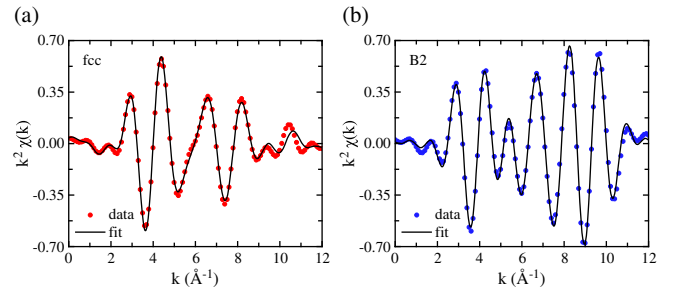 (a)
0.70
0.35
0.00
-0.35
-0.70
k² χ(k)
fcc
data
fit
0 2 4 6 8 10 12
k (Å⁻¹)
(b)
0.70
0.35
0.00
-0.35
-0.70
k² χ(k)
B2
data
fit
0 2 4 6 8 10 12
k (Å⁻¹)